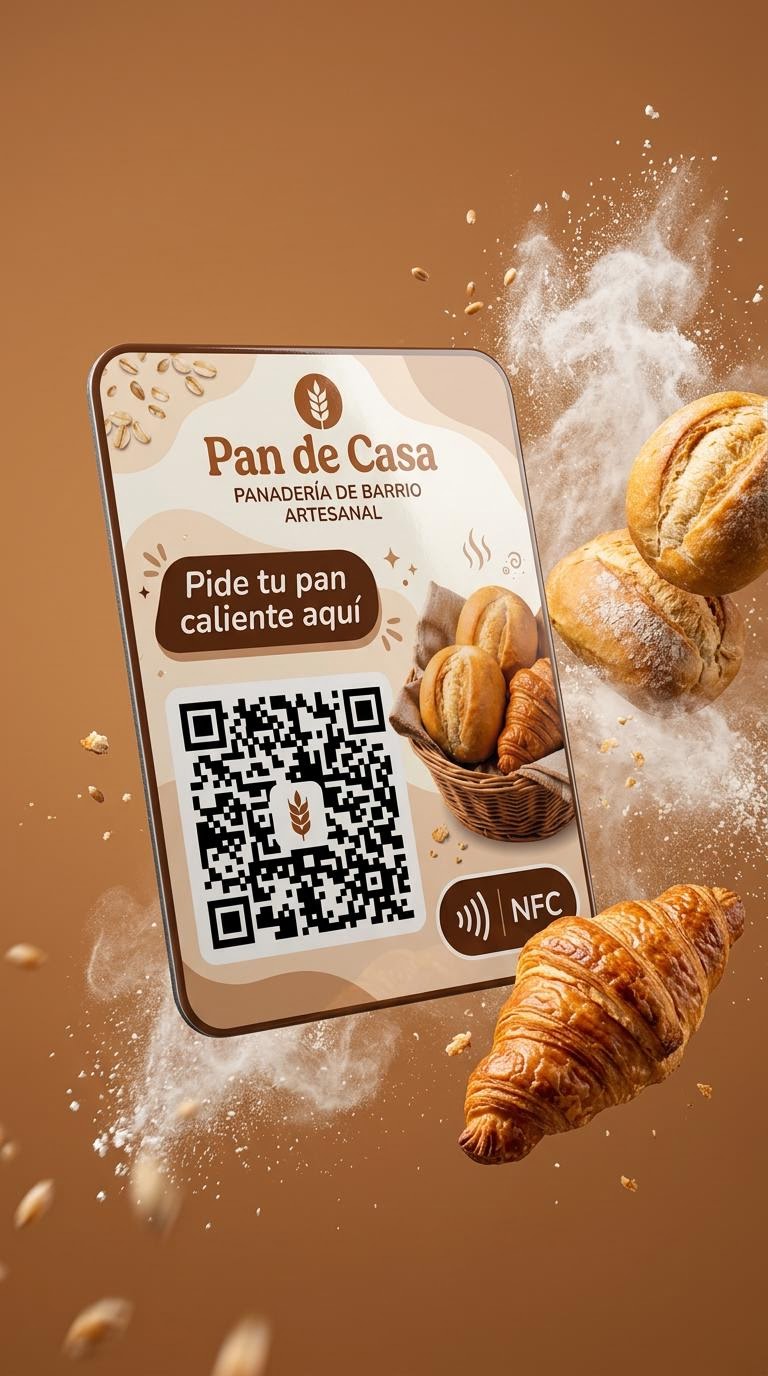 Pan de Casa
PANADERÍA DE BARRIO
ARTESANAL
Pide tu pan
caliente aquí
NFC